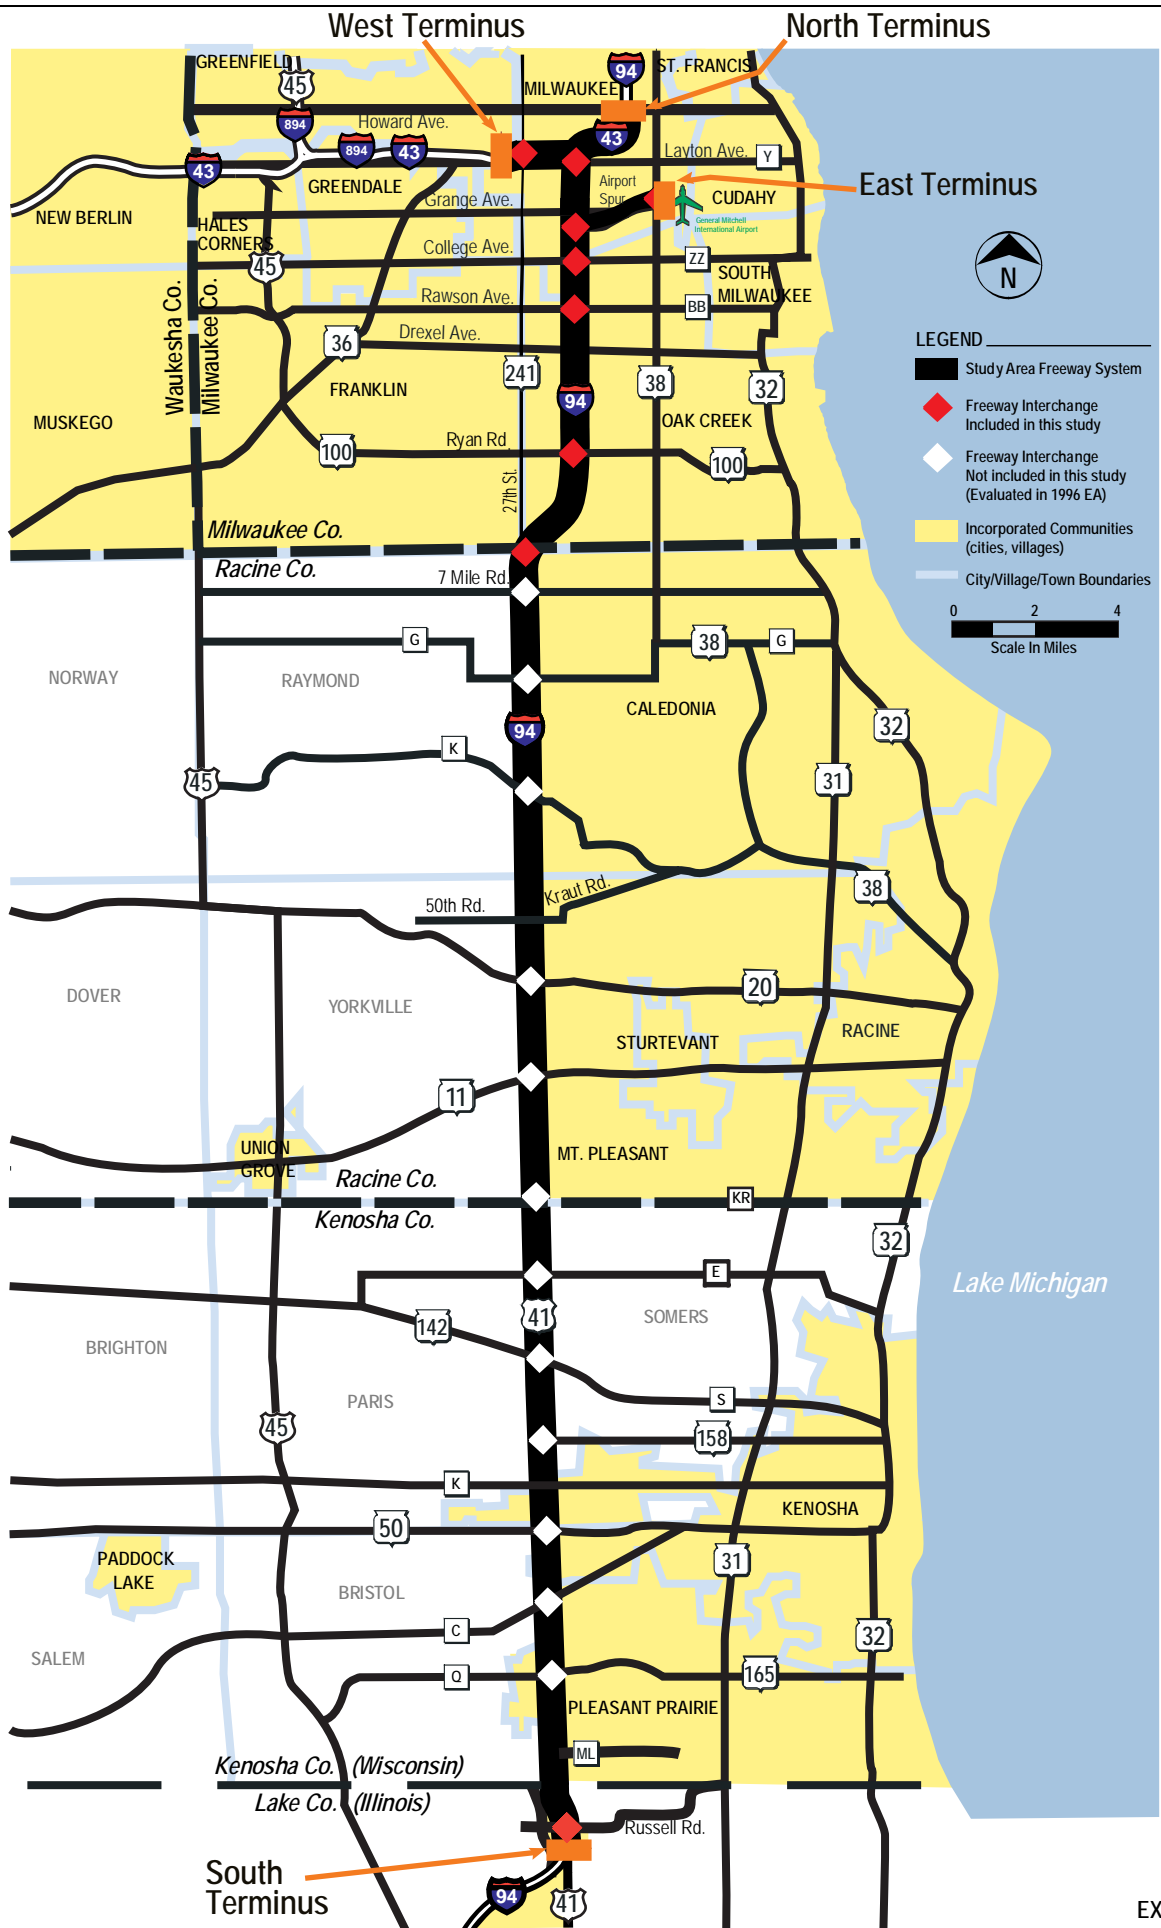 West Terminus
North Terminus
GREENFIELD
45
94
ST. FRANCIS
MILWAUKEE
894
Howard Ave.
43
894
43
43
Layton Ave.
Y
East Terminus
GREENDALE
Airport
Spur
Grange Ave.
CUDAHY
NEW BERLIN
General Mitchell
International Airport
HALES
CORNERS
College Ave.
45
ZZ
SOUTH
MILWAUKEE
N
Waukesha Co.
Milwaukee Co.
Rawson Ave.
BB
36
Drexel Ave.
LEGEND
Study Area Freeway System
Freeway Interchange
Included in this study
Freeway Interchange
Not included in this study
(Evaluated in 1996 EA)
Incorporated Communities
(cities, villages)
City/Village/Town Boundaries
0 2 4
Scale In Miles
241
38
32
94
FRANKLIN
MUSKEGO
OAK CREEK
Ryan Rd.
100
100
27th St.
Milwaukee Co.
Racine Co.
7 Mile Rd.
G
38
G
NORWAY
RAYMOND
CALEDONIA
94
32
K
45
31
Kraut Rd.
38
50th Rd.
DOVER
YORKVILLE
20
RACINE
STURTEVANT
11
UNION
GROVE
MT. PLEASANT
Racine Co.
KR
Kenosha Co.
32
E
Lake Michigan
41
142
SOMERS
BRIGHTON
PARIS
S
45
158
K
KENOSHA
50
PADDOCK
LAKE
31
BRISTOL
C
32
SALEM
Q
165
PLEASANT PRAIRIE
ML
Kenosha Co. (Wisconsin)
Lake Co. (Illinois)
Russell Rd.
South
Terminus
94
41
EX